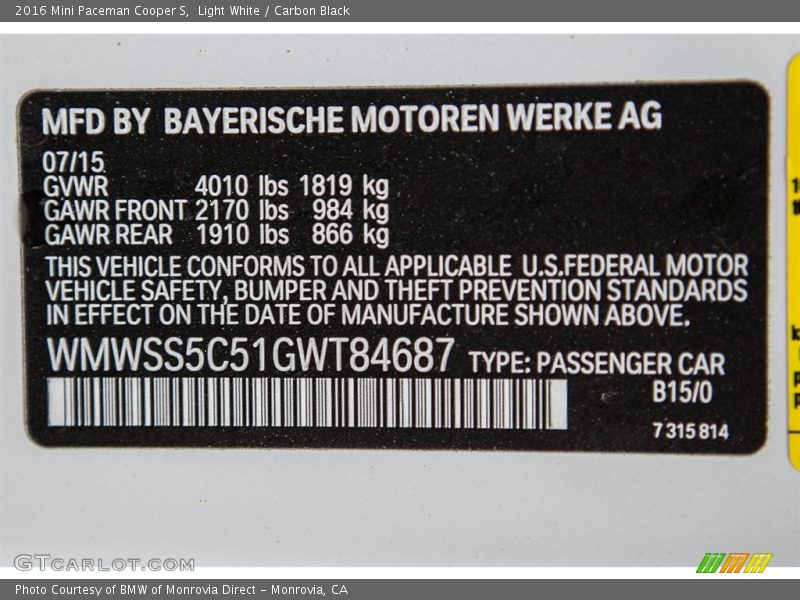 2016 Mini Paceman Cooper S,  Light White / Carbon Black
MFD BY BAYERISCHE MOTOREN WERKE AG
07/15
GVWR 4010 lbs 1819 kg
GAWR FRONT 2170 lbs 984 kg
GAWR REAR 1910 lbs 866 kg
THIS VEHICLE CONFORMS TO ALL APPLICABLE U.S.FEDERAL MOTOR
VEHICLE SAFETY, BUMPER AND THEFT PREVENTION STANDARDS
IN EFFECT ON THE DATE OF MANUFACTURE SHOWN ABOVE.
WMWSS5C51GWT84687 TYPE: PASSENGER CAR
B15/0
7 315 814
GTCARLOT.COM
Photo Courtesy of BMW of Monrovia Direct – Monrovia, CA